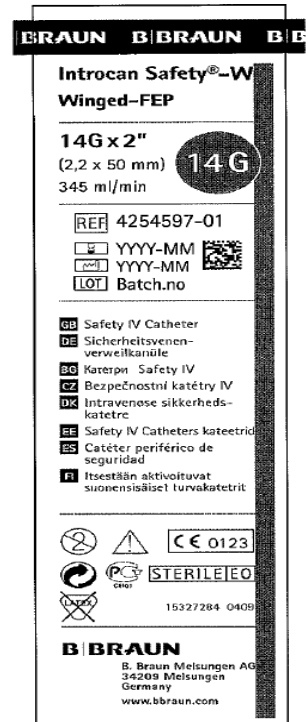 B|BRAUN B|BRAUN B|B
Introcan Safety®-W
Winged-FEP
14G x 2"
(2,2 x 50 mm)
345 ml/min
14G
REF 4254597-01
YYYY-MM
YYYY-MM
LOT Batch.no
GB Safety IV Catheter
DE Sicherheitsvenen-
verweilkanüle
BG Катетри Safety IV
CZ Bezpečnostní katétry IV
DK Intravenøse sikkerheds-
katetre
EE Safety IV Catheters kateetrid
ES Catéter periférico de
seguridad
FI Itsestään aktivoituvat
suonensisäiset turvakatetrit
2
CE 0123
STERILE EO
LATEX
15327284 0409
B|BRAUN
B. Braun Melsungen AG
34209 Melsungen
Germany
www.bbraun.com